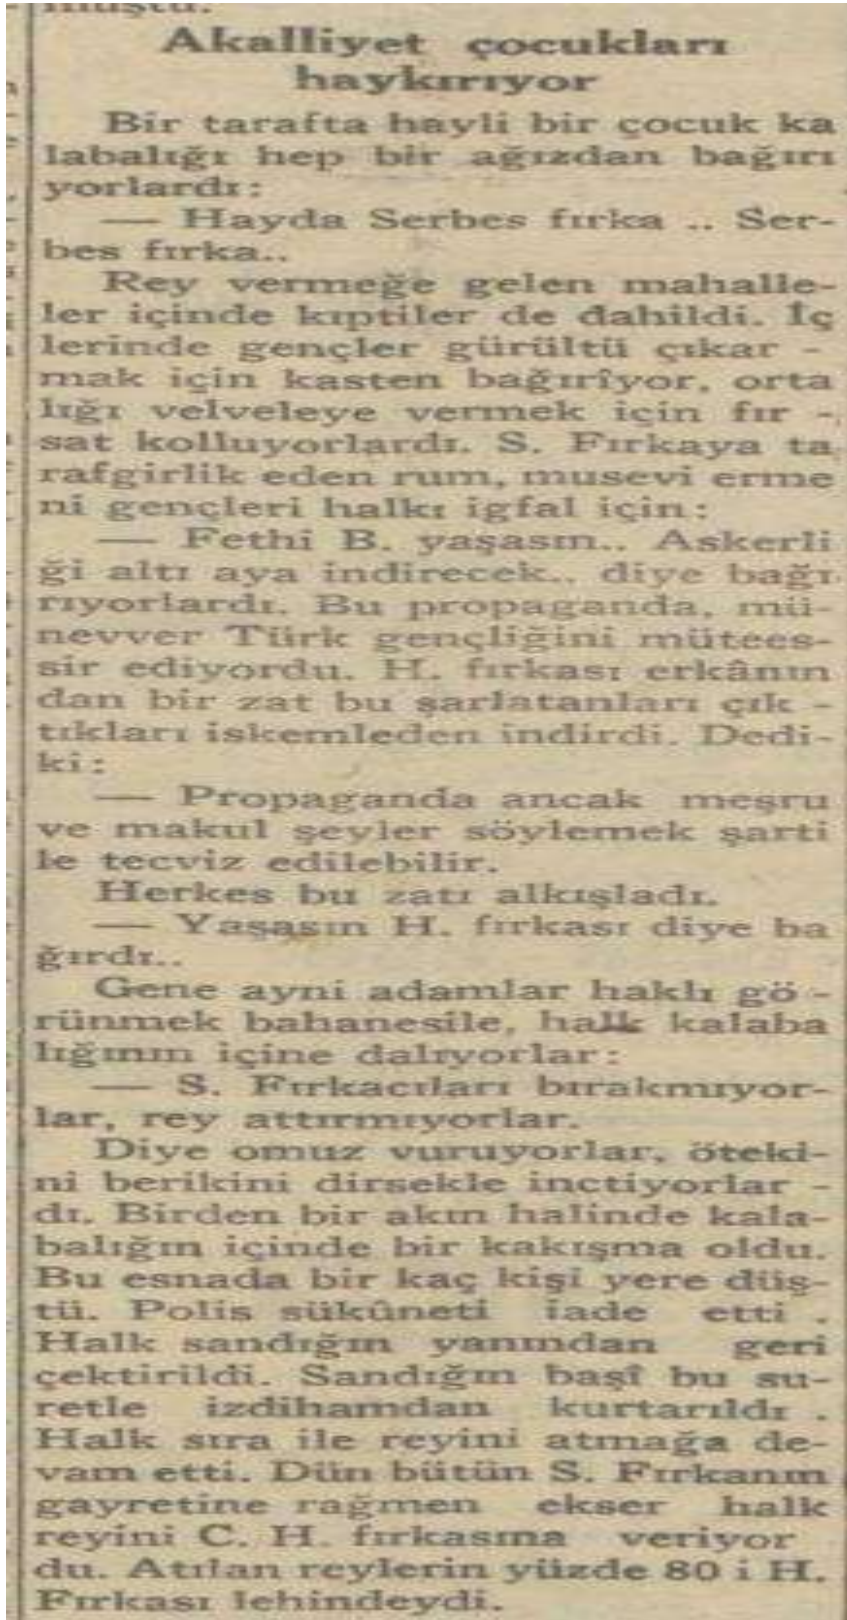 muştu.
Akalliyet çocukları
haykırıyor
Bir tarafta hayli bir çocuk ka
labalığı hep bir ağızdan bağırı
yorlardı:
— Hayda Serbes fırka .. Ser-
bes fırka..
Rey vermeğe gelen mahalle-
ler içinde kıptiler de dahildi. İç
lerinde gençler gürültü çıkar -
mak için kasten bağırîyor, orta
lığı velveleye vermek için fır -
sat kolluyorlardı. S. Fırkaya ta
rafgirlik eden rum, musevi erme
ni gençleri halkı igfal için:
— Fethi B. yaşasın.. Askerli
ği altı aya indirecek.. diye bağı
rıyorlardı. Bu propaganda, mü-
nevver Türk gençliğini mütees-
sir ediyordu. H. fırkası erkânın
dan bir zat bu şarlatanları çık -
tıkları iskemleden indirdi. Dedi-
ki:
— Propaganda ancak meşru
ve makul şeyler söylemek şarti
le tecviz edilebilir.
Herkes bu zatı alkışladı.
— Yaşasın H. fırkası diye ba
ğırdı..
Gene ayni adamlar haklı gö -
rünmek bahanesile, halk kalaba
lığının içine dalıyorlar:
— S. Fırkacıları bırakmıyor-
lar, rey attırmıyorlar.
Diye omuz vuruyorlar, öteki-
ni berikini dirsekle inctiyorlar -
dı. Birden bir akın halinde kala-
balığın içinde bir kakışma oldu.
Bu esnada bir kaç kişi yere düş-
tü. Polis sükûneti iade etti .
Halk sandığın yanından geri
çektirildi. Sandığın başî bu su-
retle izdihamdan kurtarıldı .
Halk sıra ile reyini atmağa de-
vam etti. Dün bütün S. Fırkanın
gayretine rağmen ekser halk
reyini C. H. fırkasına veriyor
du. Atılan reylerin yüzde 80 i H.
Fırkası lehindeydi.